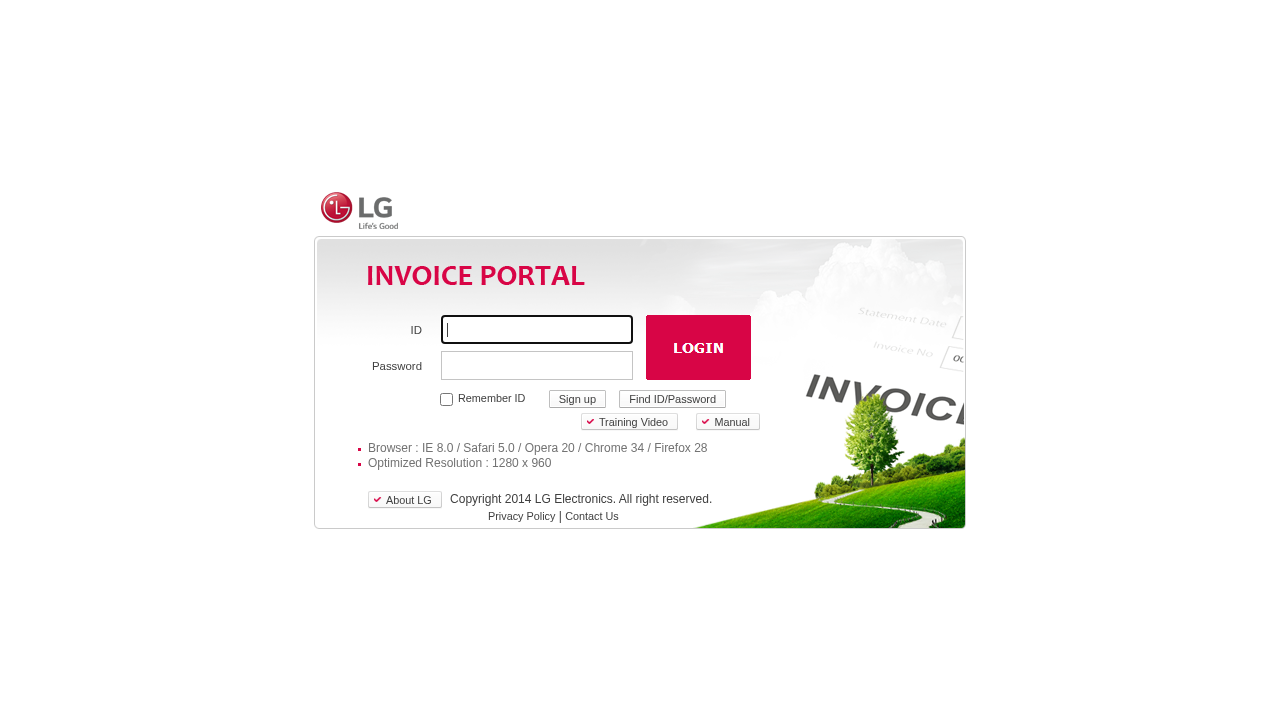 LG
Life's Good
INVOICE PORTAL
Statement Date
ID
LOGIN
Invoice No
Password
INVOICE
Remember ID
Sign up
Find ID/Password
Training Video
Manual
Browser : IE 8.0 / Safari 5.0 / Opera 20 / Chrome 34 / Firefox 28
Optimized Resolution : 1280 x 960
About LG
Copyright 2014 LG Electronics. All right reserved.
Privacy Policy | Contact Us